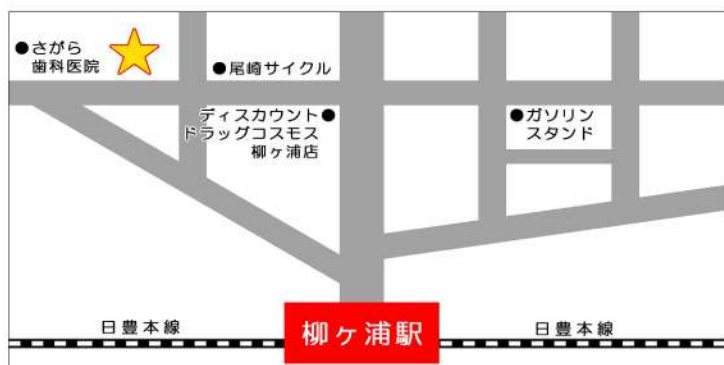 ●さがら
歯科医院
●尾崎サイクル
ディスカウント●
ドラッグコスモス
柳ヶ浦店
●ガソリン
スタンド
日豊本線
柳ヶ浦駅
日豊本線